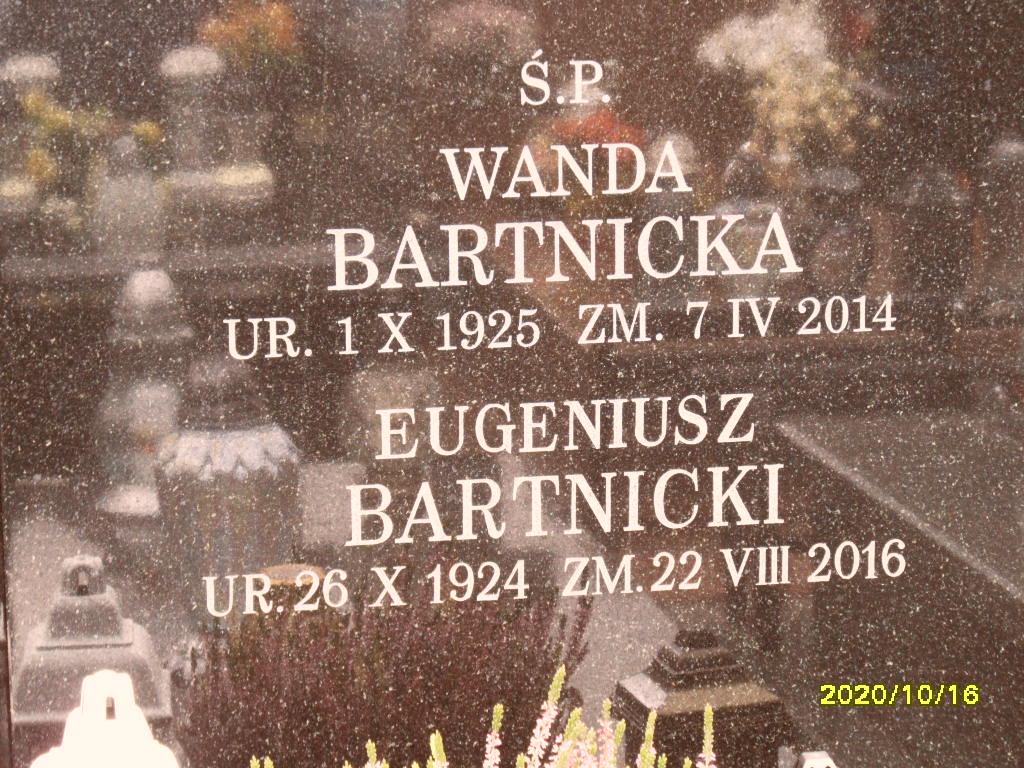 Ś.P.
WANDA
BARTNICKA
UR. 1 X 1925 ZM. 7 IV 2014
EUGENIUSZ
BARTNICKI
UR. 26 X 1924 ZM. 22 VIII 2016
2020/10/16